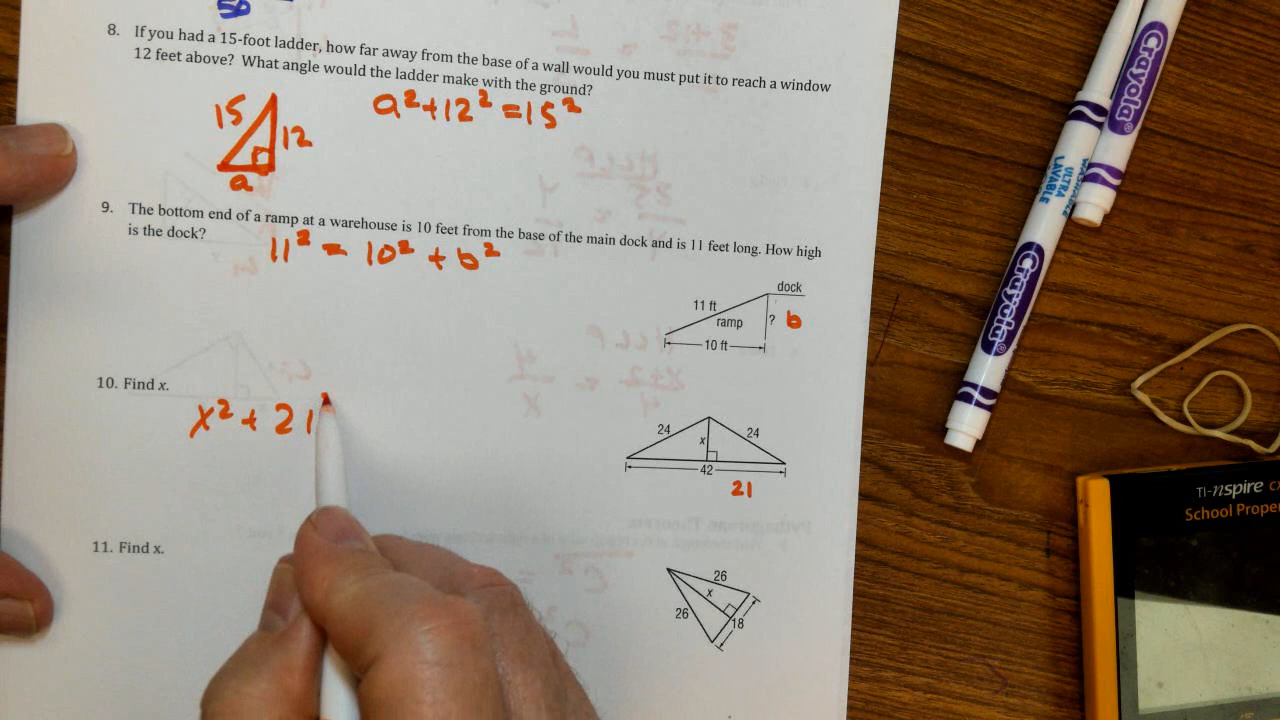 56
8. If you had a 15-foot ladder, how far away from the base of a wall would you must put it to reach a window
12 feet above? What angle would the ladder make with the ground?
15
12
a
a²+12²=15²
9. The bottom end of a ramp at a warehouse is 10 feet from the base of the main dock and is 11 feet long. How high
is the dock?
11² = 10² + b²
dock
11 ft
ramp
? b
10 ft
10. Find x.
x² + 21²
24
24
x
42
21
11. Find x.
26
x
26
18
Crayola®
ULTRA
Crayola®
TI-nspire CX
School Prope